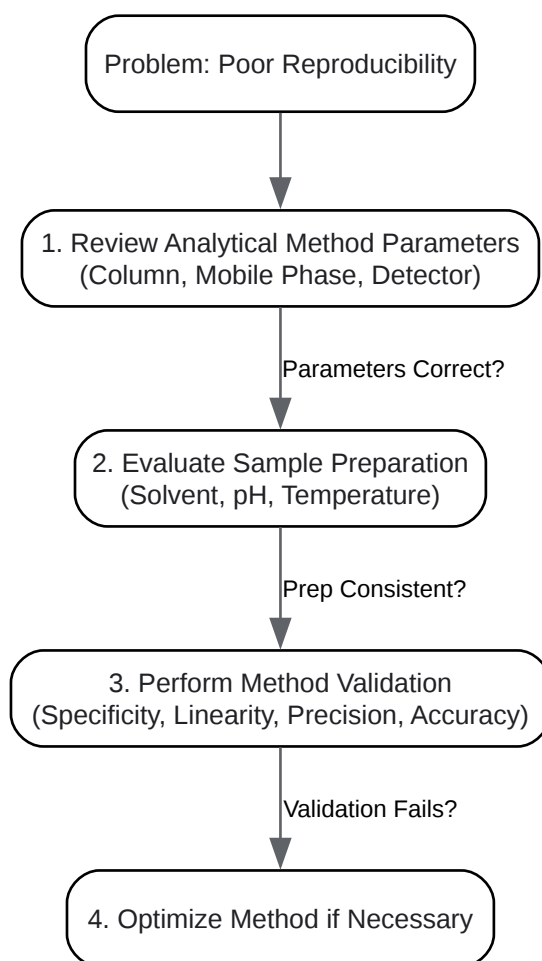 Problem: Poor Reproducibility
1. Review Analytical Method Parameters
(Column, Mobile Phase, Detector)
Parameters Correct?
2. Evaluate Sample Preparation
(Solvent, pH, Temperature)
Prep Consistent?
3. Perform Method Validation
(Specificity, Linearity, Precision, Accuracy)
Validation Fails?
4. Optimize Method if Necessary